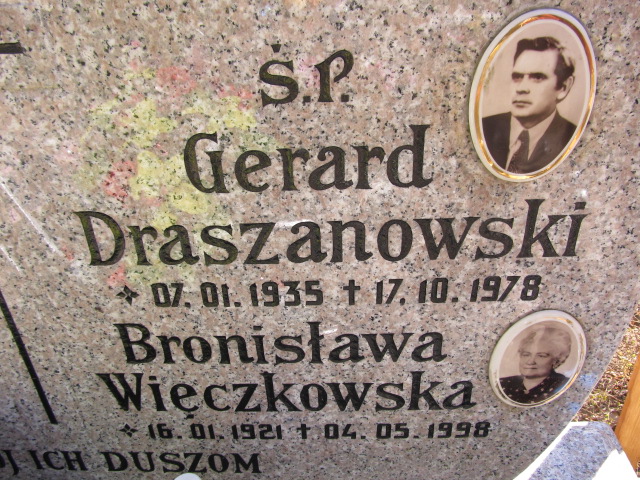 Ś.P.
Gerard
Draszanowski
07.01.1935 † 17.10.1978
Bronisława
Więczkowska
16.01.1921 † 04.05.1998
ICH DUSZOM